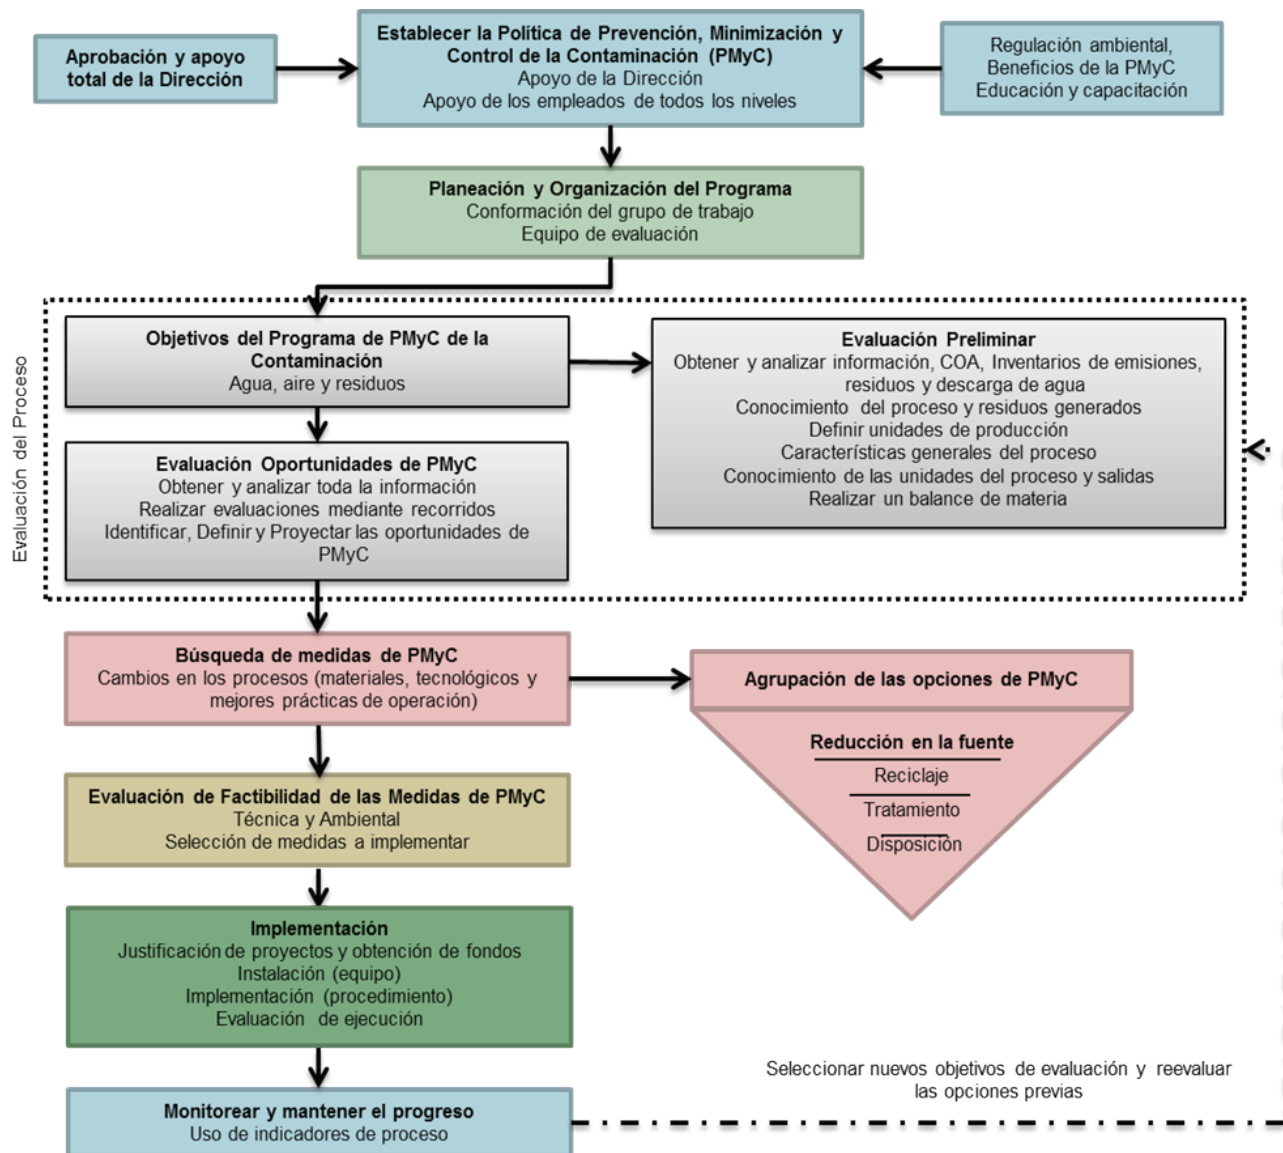 Aprobación y apoyo
total de la Dirección
Establecer la Política de Prevención, Minimización y
Control de la Contaminación (PMyC)
Apoyo de la Dirección
Apoyo de los empleados de todos los niveles
Regulación ambiental,
Beneficios de la PMyC
Educación y capacitación
Planeación y Organización del Programa
Conformación del grupo de trabajo
Equipo de evaluación
Evaluación del Proceso
Objetivos del Programa de PMyC de la
Contaminación
Agua, aire y residuos
Evaluación Preliminar
Obtener y analizar información, COA, Inventarios de emisiones,
residuos y descarga de agua
Conocimiento del proceso y residuos generados
Definir unidades de producción
Características generales del proceso
Conocimiento de las unidades del proceso y salidas
Realizar un balance de materia
Evaluación Oportunidades de PMyC
Obtener y analizar toda la información
Realizar evaluaciones mediante recorridos
Identificar, Definir y Proyectar las oportunidades de
PMyC
Búsqueda de medidas de PMyC
Cambios en los procesos (materiales, tecnológicos y
mejores prácticas de operación)
Agrupación de las opciones de PMyC
Reducción en la fuente
Reciclaje
Tratamiento
Disposición
Evaluación de Factibilidad de las Medidas de PMyC
Técnica y Ambiental
Selección de medidas a implementar
Implementación
Justificación de proyectos y obtención de fondos
Instalación (equipo)
Implementación (procedimiento)
Evaluación de ejecución
Seleccionar nuevos objetivos de evaluación y reevaluar
las opciones previas
Monitorear y mantener el progreso
Uso de indicadores de proceso